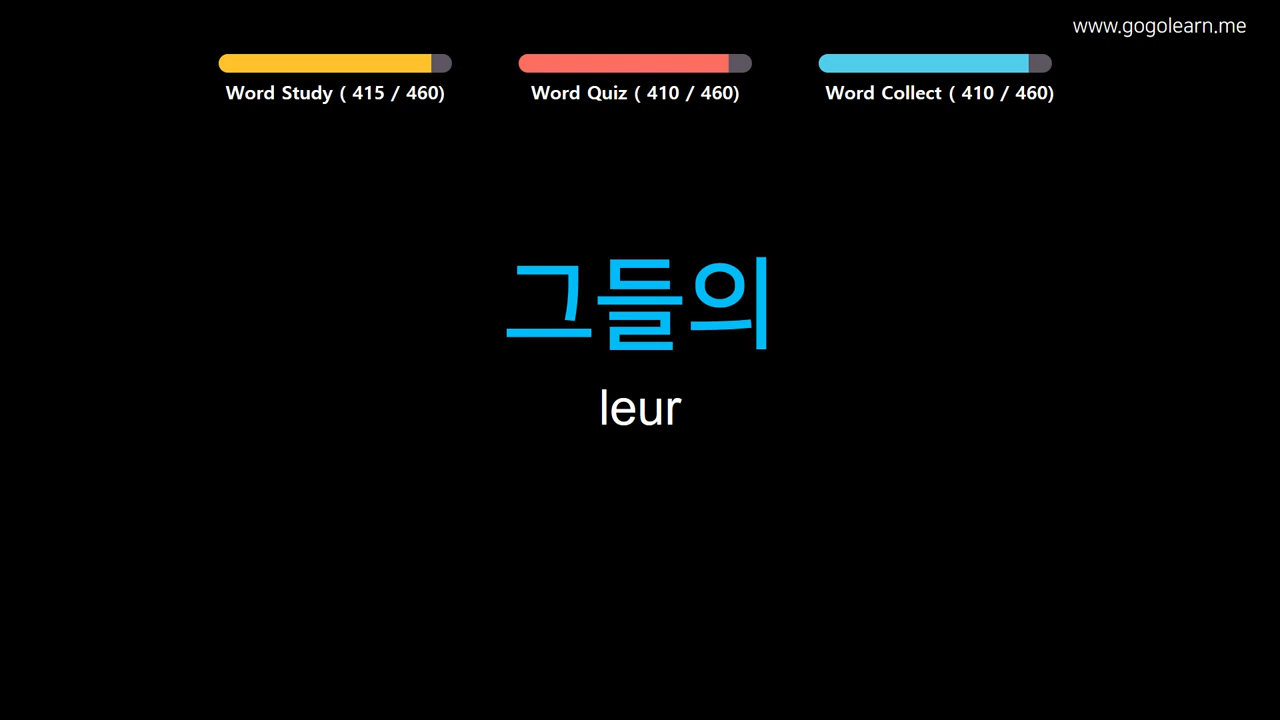 www.gogolearn.me
Word Study ( 415 / 460)
Word Quiz ( 410 / 460)
Word Collect ( 410 / 460)
그들의
leur